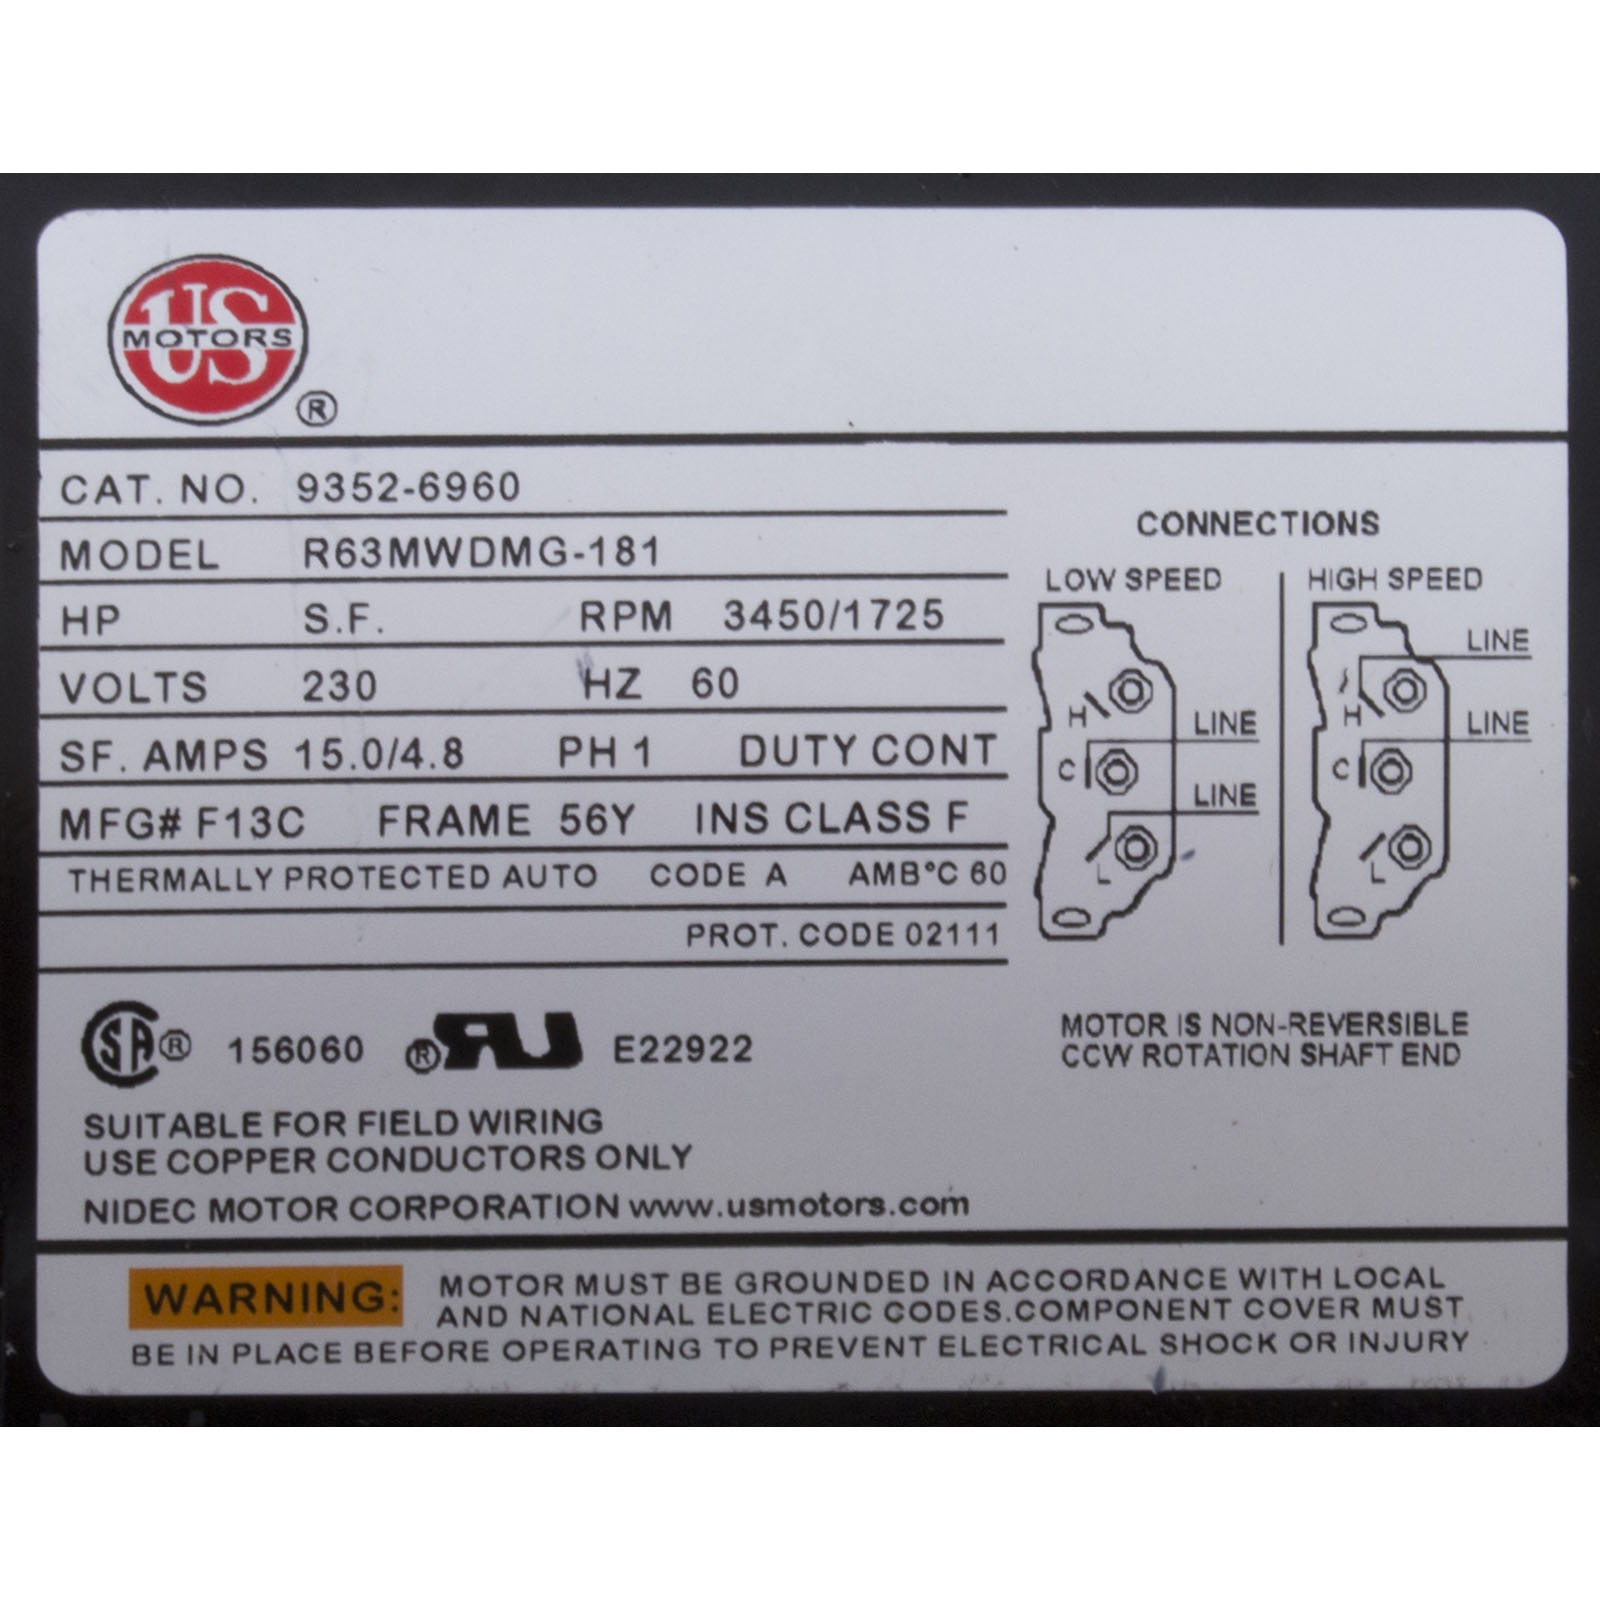 US
MOTORS
®
CAT. NO. 9352-6960
MODEL R63MWDMG-181
HP S.F. RPM 3450/1725
VOLTS 230 HZ 60
SF. AMPS 15.0/4.8 PH 1 DUTY CONT
MFG# F13C FRAME 56Y INS CLASS F
THERMALLY PROTECTED AUTO CODE A AMB°C 60
PROT. CODE 02111
CONNECTIONS
LOW SPEED
H
LINE
C
LINE
L
HIGH SPEED
LINE
H
LINE
C
L
SA® 156060 ®RU E22922
MOTOR IS NON-REVERSIBLE
CCW ROTATION SHAFT END
SUITABLE FOR FIELD WIRING
USE COPPER CONDUCTORS ONLY
NIDEC MOTOR CORPORATION www.usmotors.com
WARNING: MOTOR MUST BE GROUNDED IN ACCORDANCE WITH LOCAL
AND NATIONAL ELECTRIC CODES.COMPONENT COVER MUST
BE IN PLACE BEFORE OPERATING TO PREVENT ELECTRICAL SHOCK OR INJURY